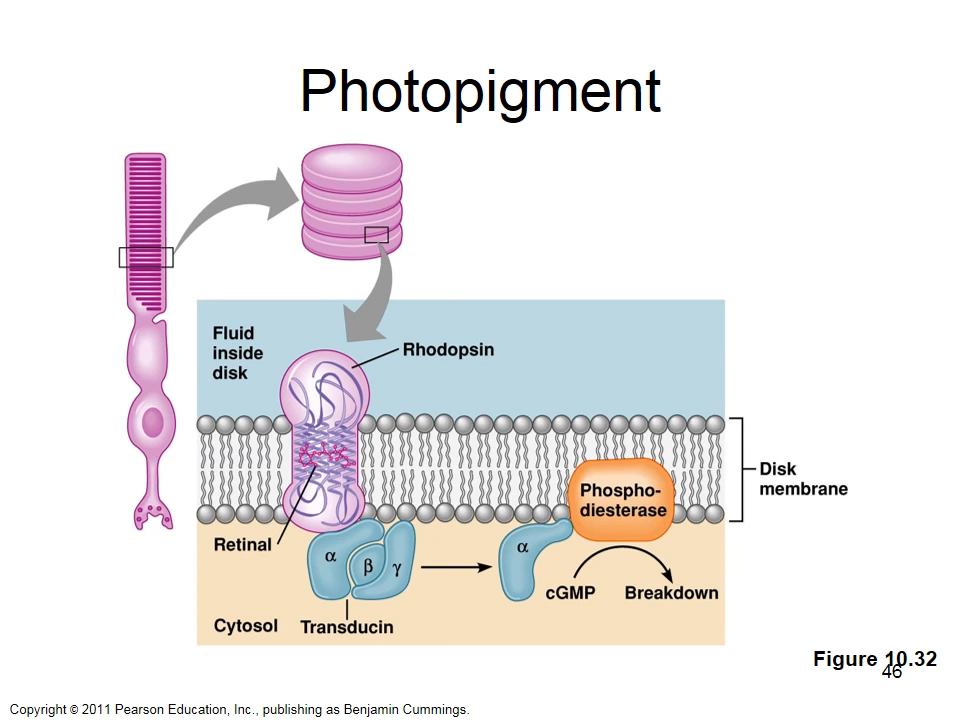 Photopigment
Fluid
inside
disk
Rhodopsin
Disk
membrane
Phospho-
diesterase
Retinal
α
β
γ
α
cGMP
Breakdown
Cytosol
Transducin
Figure 10.32
46
Copyright © 2011 Pearson Education, Inc., publishing as Benjamin Cummings.